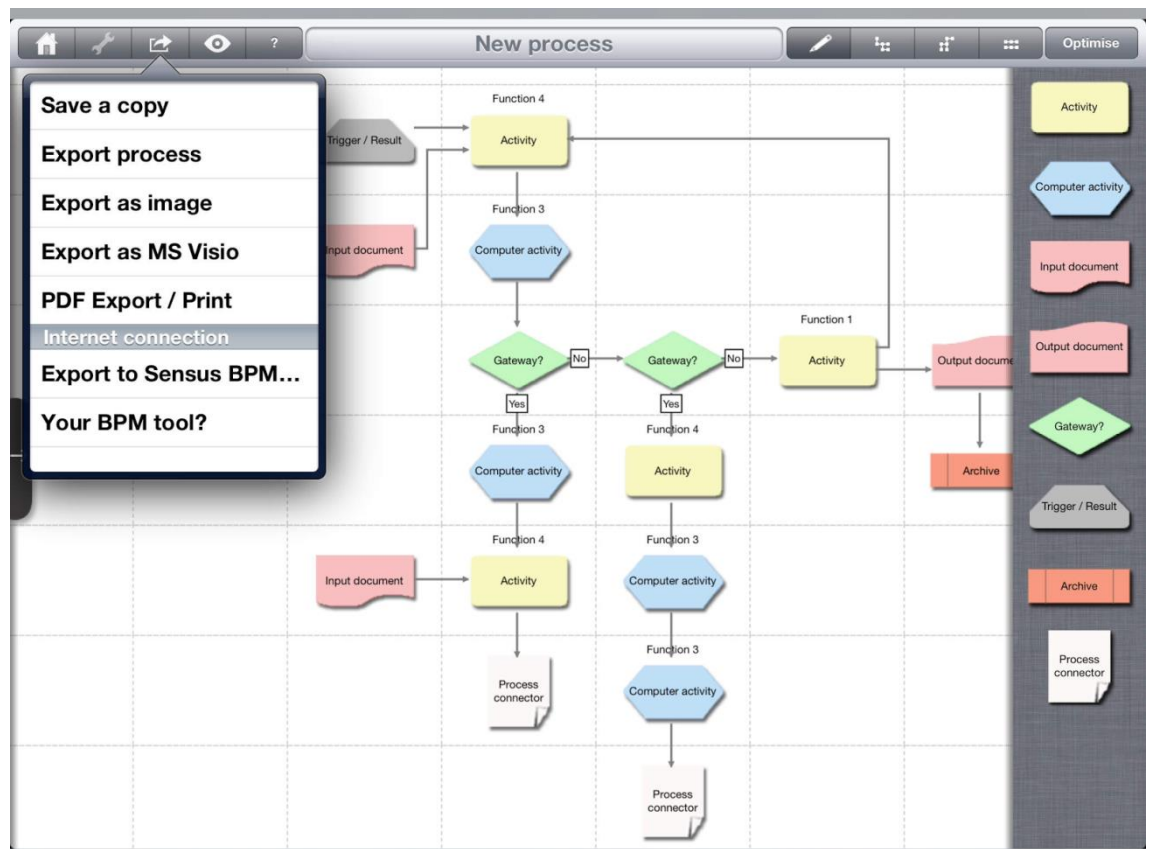 ?
New process
Optimise
Save a copy
Export process
Export as image
Export as MS Visio
PDF Export / Print
Internet connection
Export to Sensus BPM...
Your BPM tool?
Function 4
Trigger / Result
Activity
Function 3
Input document
Computer activity
Function 1
Gateway?
No
Gateway?
No
Activity
Output docume
Yes
Yes
Function 3
Function 4
Computer activity
Activity
Archive
Function 4
Function 3
Input document
Activity
Computer activity
Function 3
Process
connector
Computer activity
Process
connector
Activity
Computer activity
Input document
Output document
Gateway?
Trigger / Result
Archive
Process
connector